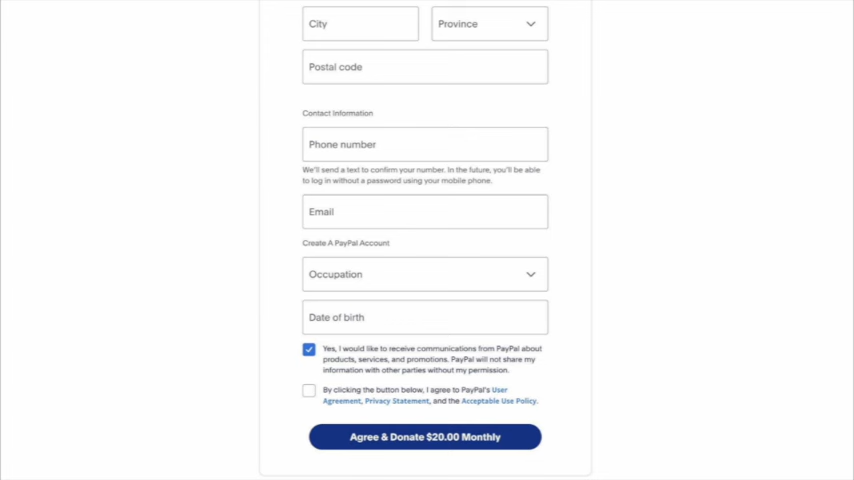 City
Province
Postal code
Contact Information
Phone number
We'll send a text to confirm your number. In the future, you'll be able
to log in without a password using your mobile phone.
Email
Create A PayPal Account
Occupation
Date of birth
Yes, I would like to receive communications from PayPal about
products, services, and promotions. PayPal will not share my
information with other parties without my permission.
By clicking the button below, I agree to PayPal's User
Agreement, Privacy Statement, and the Acceptable Use Policy.
Agree & Donate $20.00 Monthly